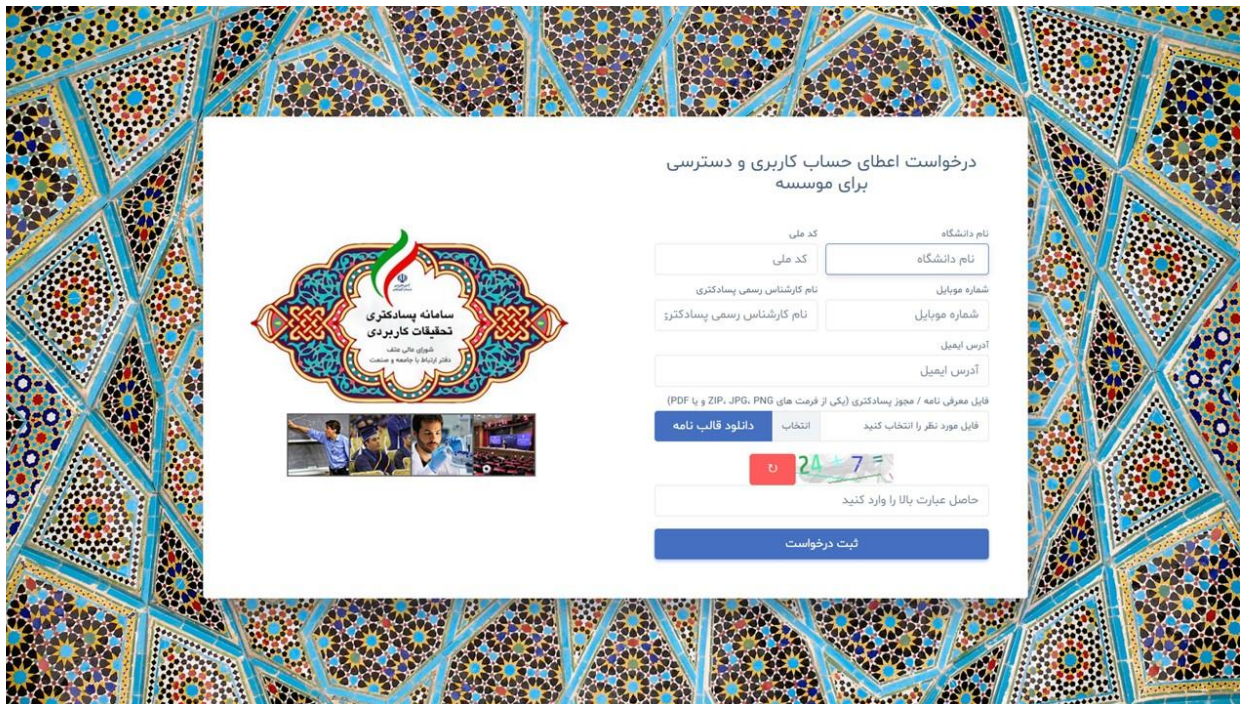 درخواست اعطای حساب کاربری و دسترسی
برای موسسه
نام دانشگاه
کد ملی
نام دانشگاه
کد ملی
شماره موبایل
نام کارشناس رسمی پسادکتری
شماره موبایل
نام کارشناس رسمی پسادکتری
آدرس ایمیل
آدرس ایمیل
فایل معرفی نامه / مجوز پسادکتری (یکی از فرمت های ZIP، JPG، PNG و یا PDF)
فایل مورد نظر را انتخاب کنید
انتخاب
دانلود قالب نامه
24 + 7 =
حاصل عبارت بالا را وارد کنید
ثبت درخواست
سامانه پسادکتری
تحقیقات کاربردی
شورای عالی عتف
دفتر ارتباط با جامعه و صنعت